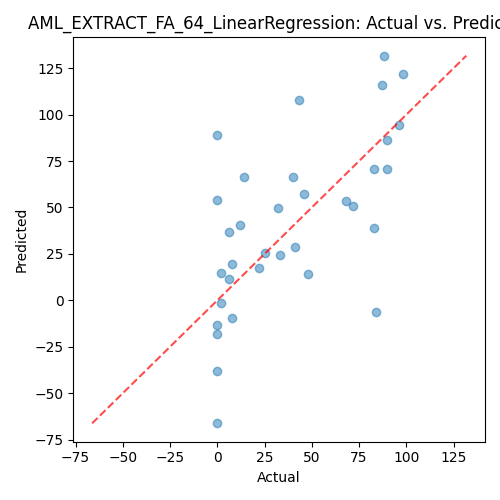 AML_EXTRACT_FA_64_LinearRegression: Actual vs. Predic
125
100
75
50
25
0
−25
−50
−75
Predicted
−75 −50 −25 0 25 50 75 100 125
Actual